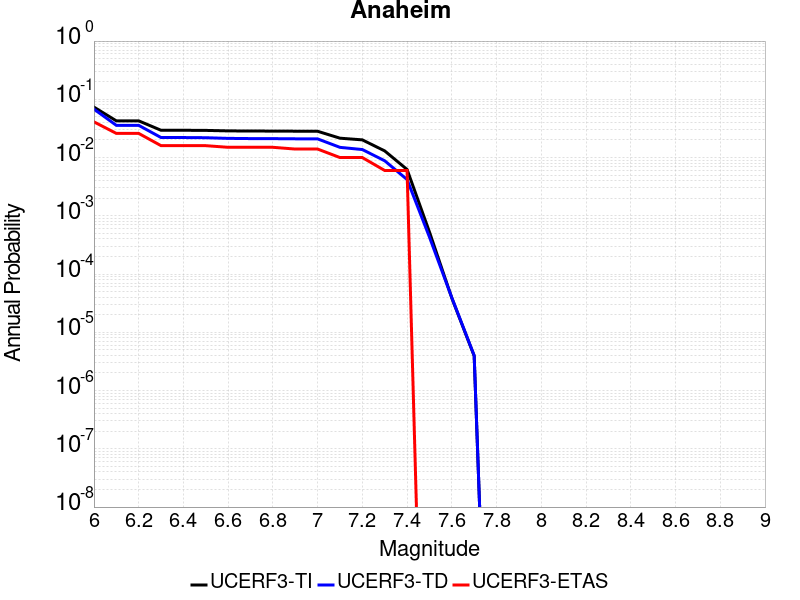 Anaheim
10^0
10^-1
10^-2
10^-3
10^-4
10^-5
10^-6
10^-7
10^-8
Annual Probability
6 6.2 6.4 6.6 6.8 7 7.2 7.4 7.6 7.8 8 8.2 8.4 8.6 8.8 9
Magnitude
UCERF3-TI UCERF3-TD UCERF3-ETAS